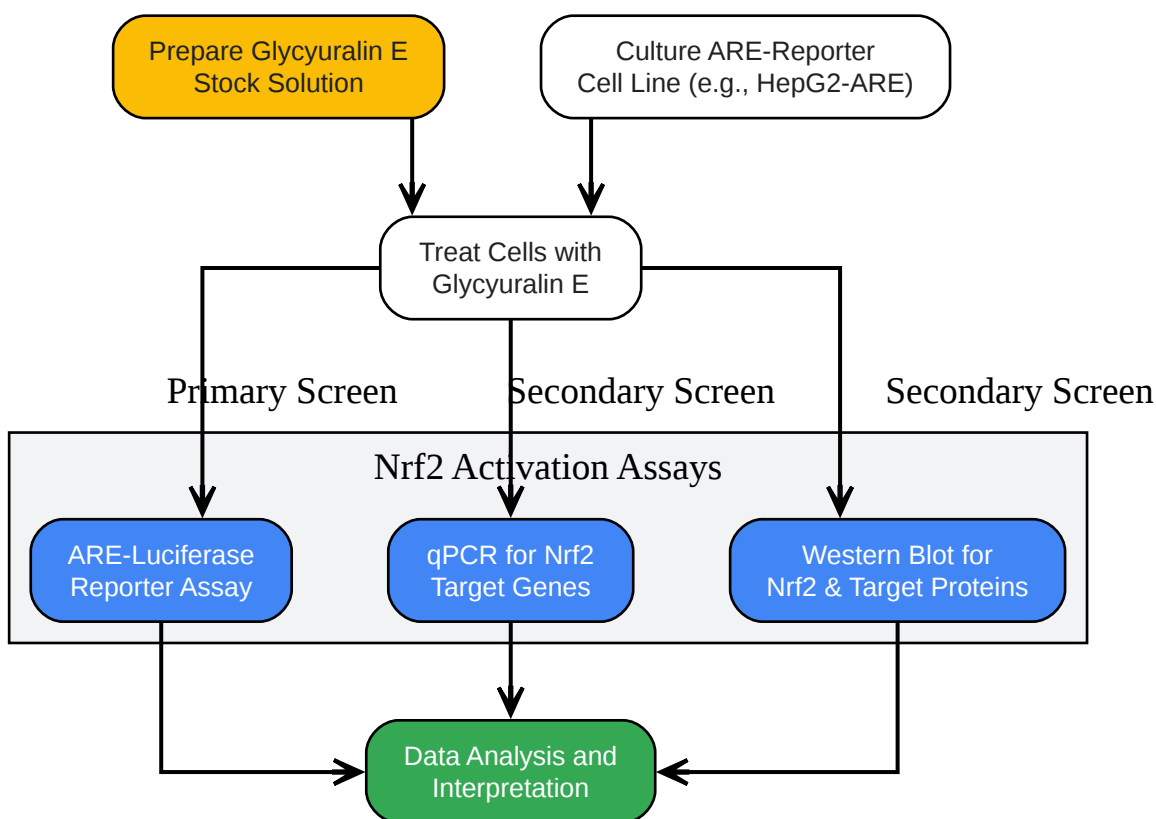 Prepare Glycyuralin E
Stock Solution
Culture ARE-Reporter
Cell Line (e.g., HepG2-ARE)
Treat Cells with
Glycyuralin E
Primary Screen
Secondary Screen
Secondary Screen
Nrf2 Activation Assays
ARE-Luciferase
Reporter Assay
qPCR for Nrf2
Target Genes
Western Blot for
Nrf2 & Target Proteins
Data Analysis and
Interpretation